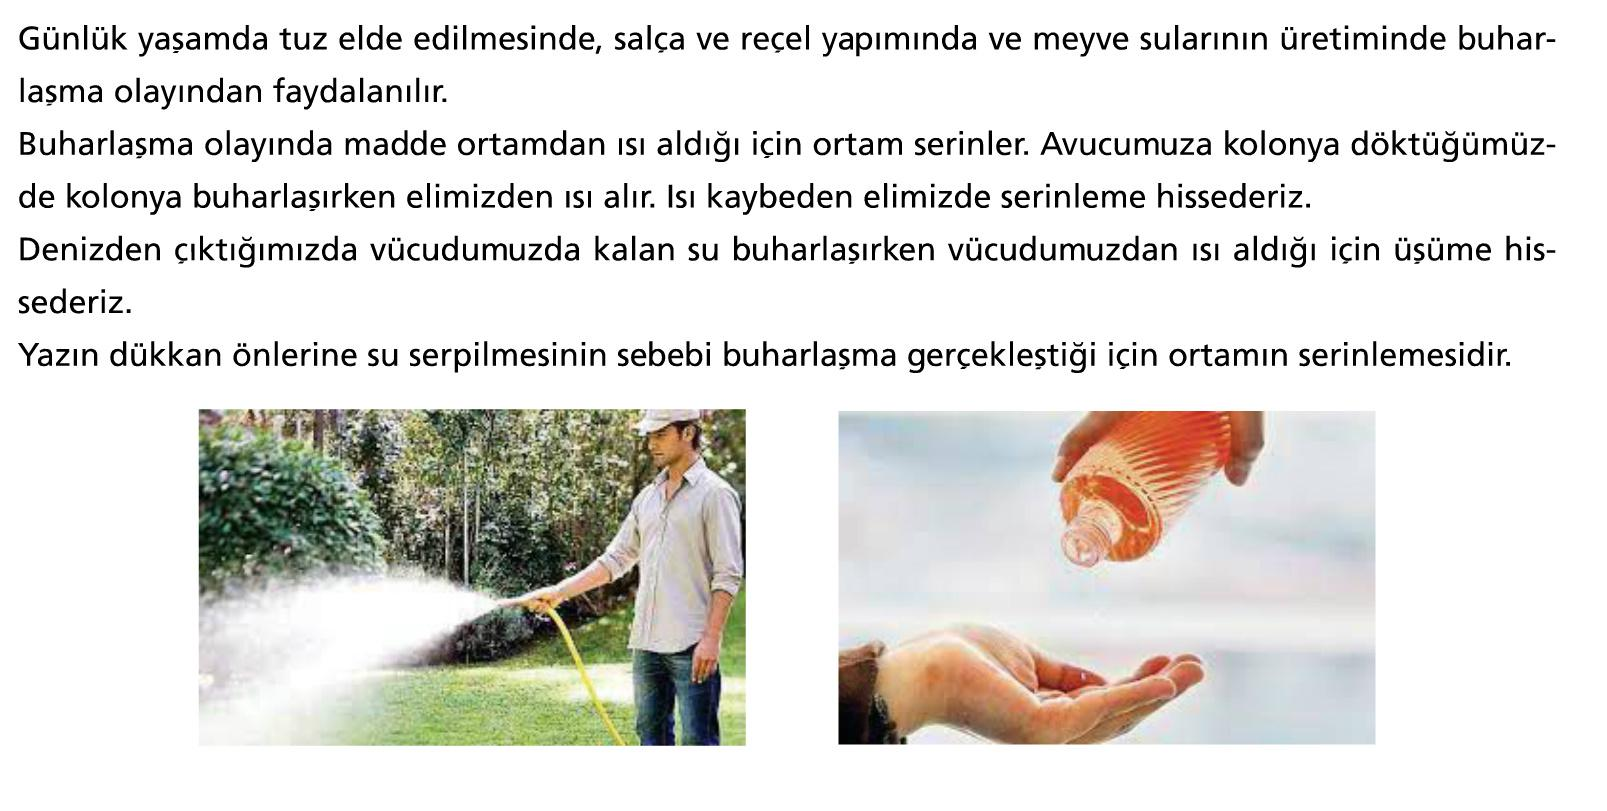 Günlük yaşamda tuz elde edilmesinde, salça ve reçel yapımında ve meyve sularının üretiminde buhar-
laşma olayından faydalanılır.
Buharlaşma olayında madde ortamdan ısı aldığı için ortam serinler. Avucumuza kolonya döktüğümüz-
de kolonya buharlaşırken elimizden ısı alır. Isı kaybeden elimizde serinleme hissederiz.
Denizden çıktığımızda vücudumuzda kalan su buharlaşırken vücudumuzdan ısı aldığı için üşüme his-
sederiz.
Yazın dükkan önlerine su serpilmesinin sebebi buharlaşma gerçekleştiği için ortamın serinlemesidir.